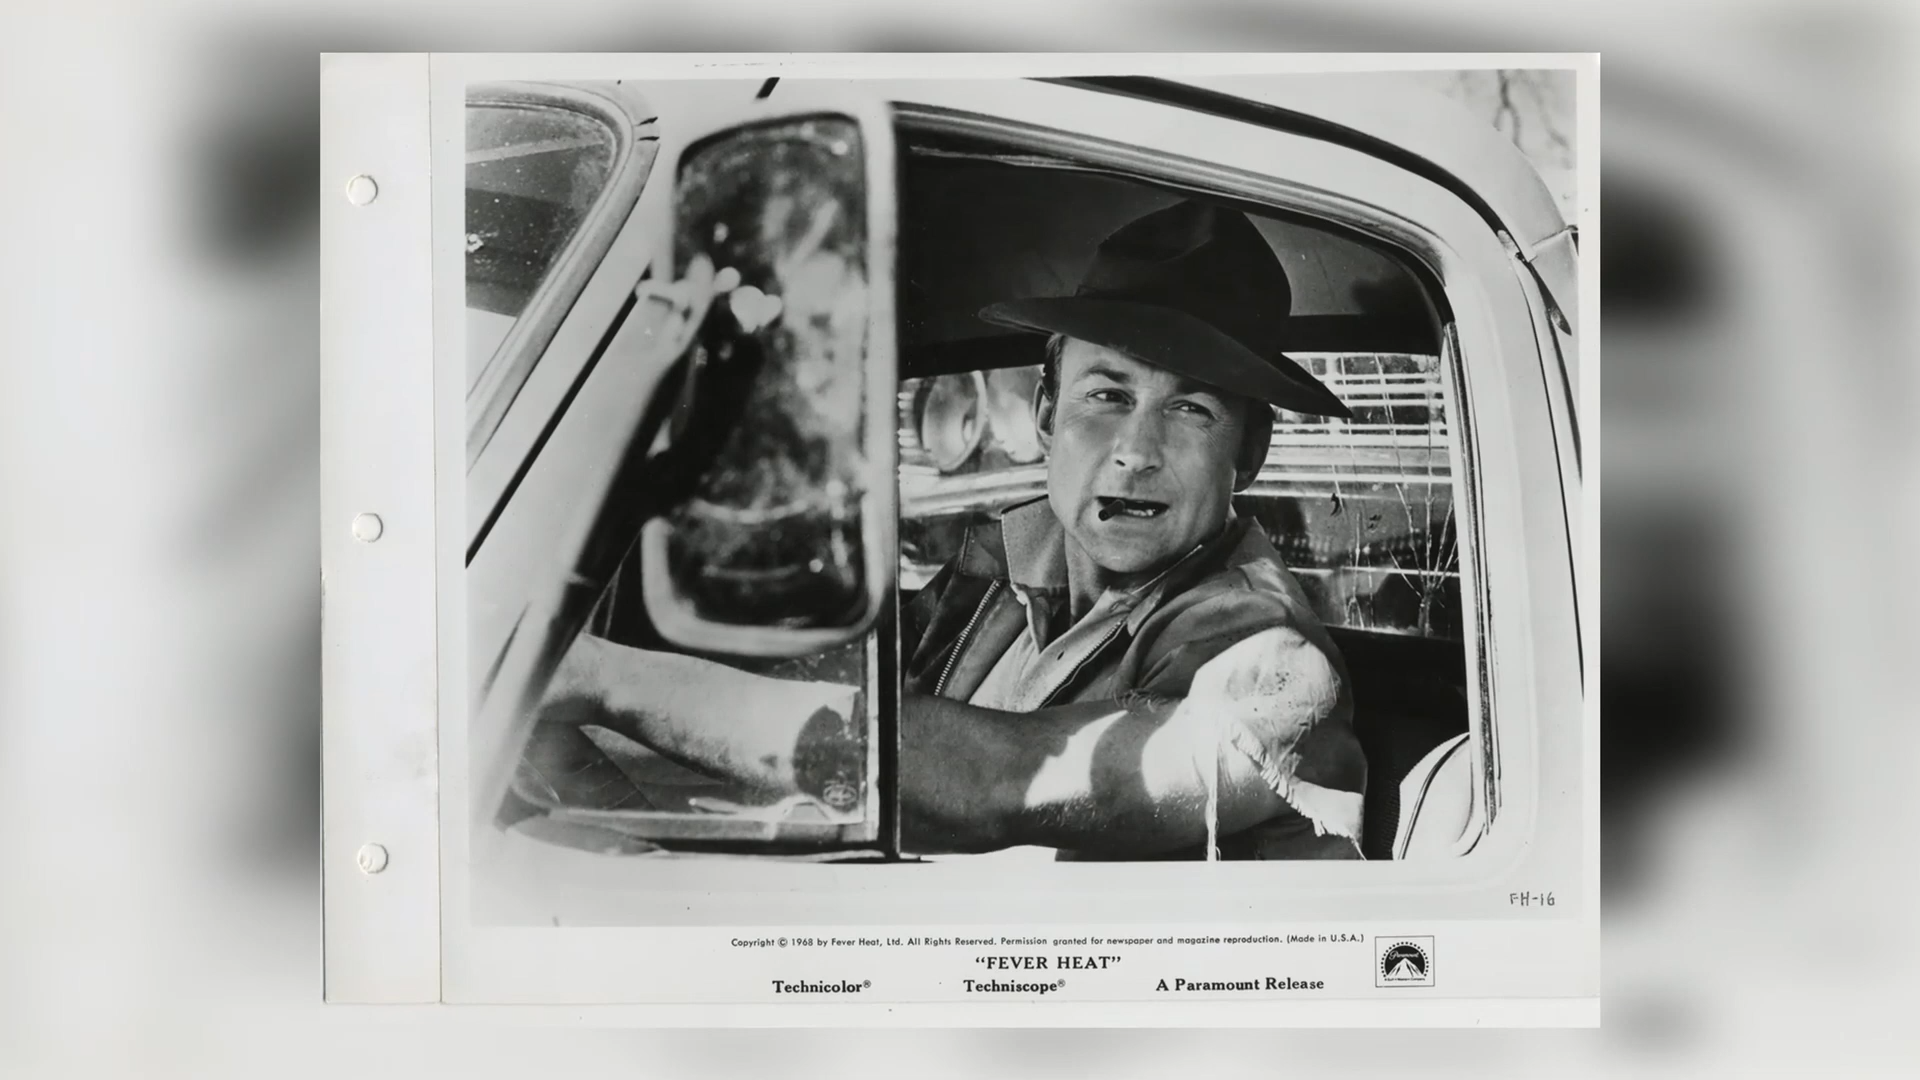 FH-16
Copyright © 1968 by Fever Heat, Ltd. All Rights Reserved. Permission granted for newspaper and magazine reproduction. (Made in U.S.A.)
"FEVER HEAT"
Technicolor® Techniscope® A Paramount Release
Paramount